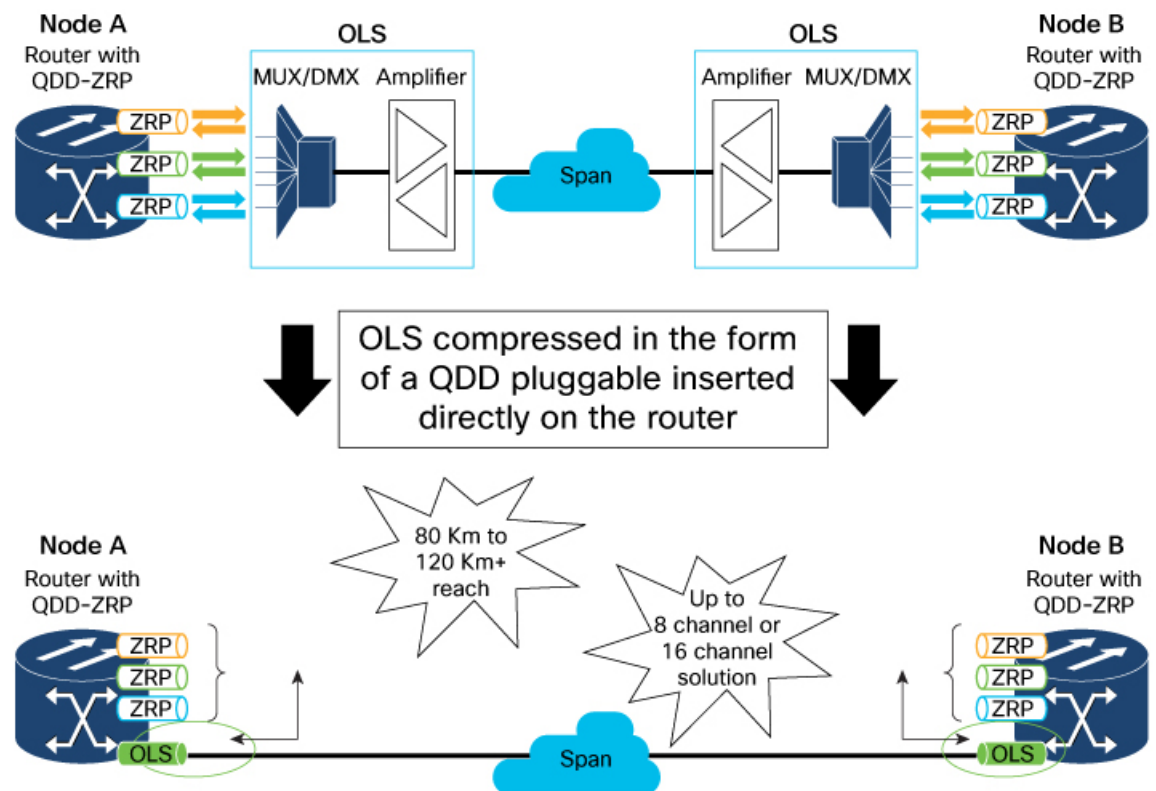 Node A
Router with
QDD-ZRP
OLS
MUX/DMX Amplifier
ZRP
ZRP
ZRP
Span
OLS
Amplifier MUX/DMX
Node B
Router with
QDD-ZRP
ZRP
ZRP
ZRP
OLS compressed in the form
of a QDD pluggable inserted
directly on the router
80 Km to
120 Km+
reach
Up to
8 channel or
16 channel
solution
Node A
Router with
QDD-ZRP
ZRP
ZRP
ZRP
OLS
Span
Node B
Router with
QDD-ZRP
ZRP
ZRP
ZRP
OLS